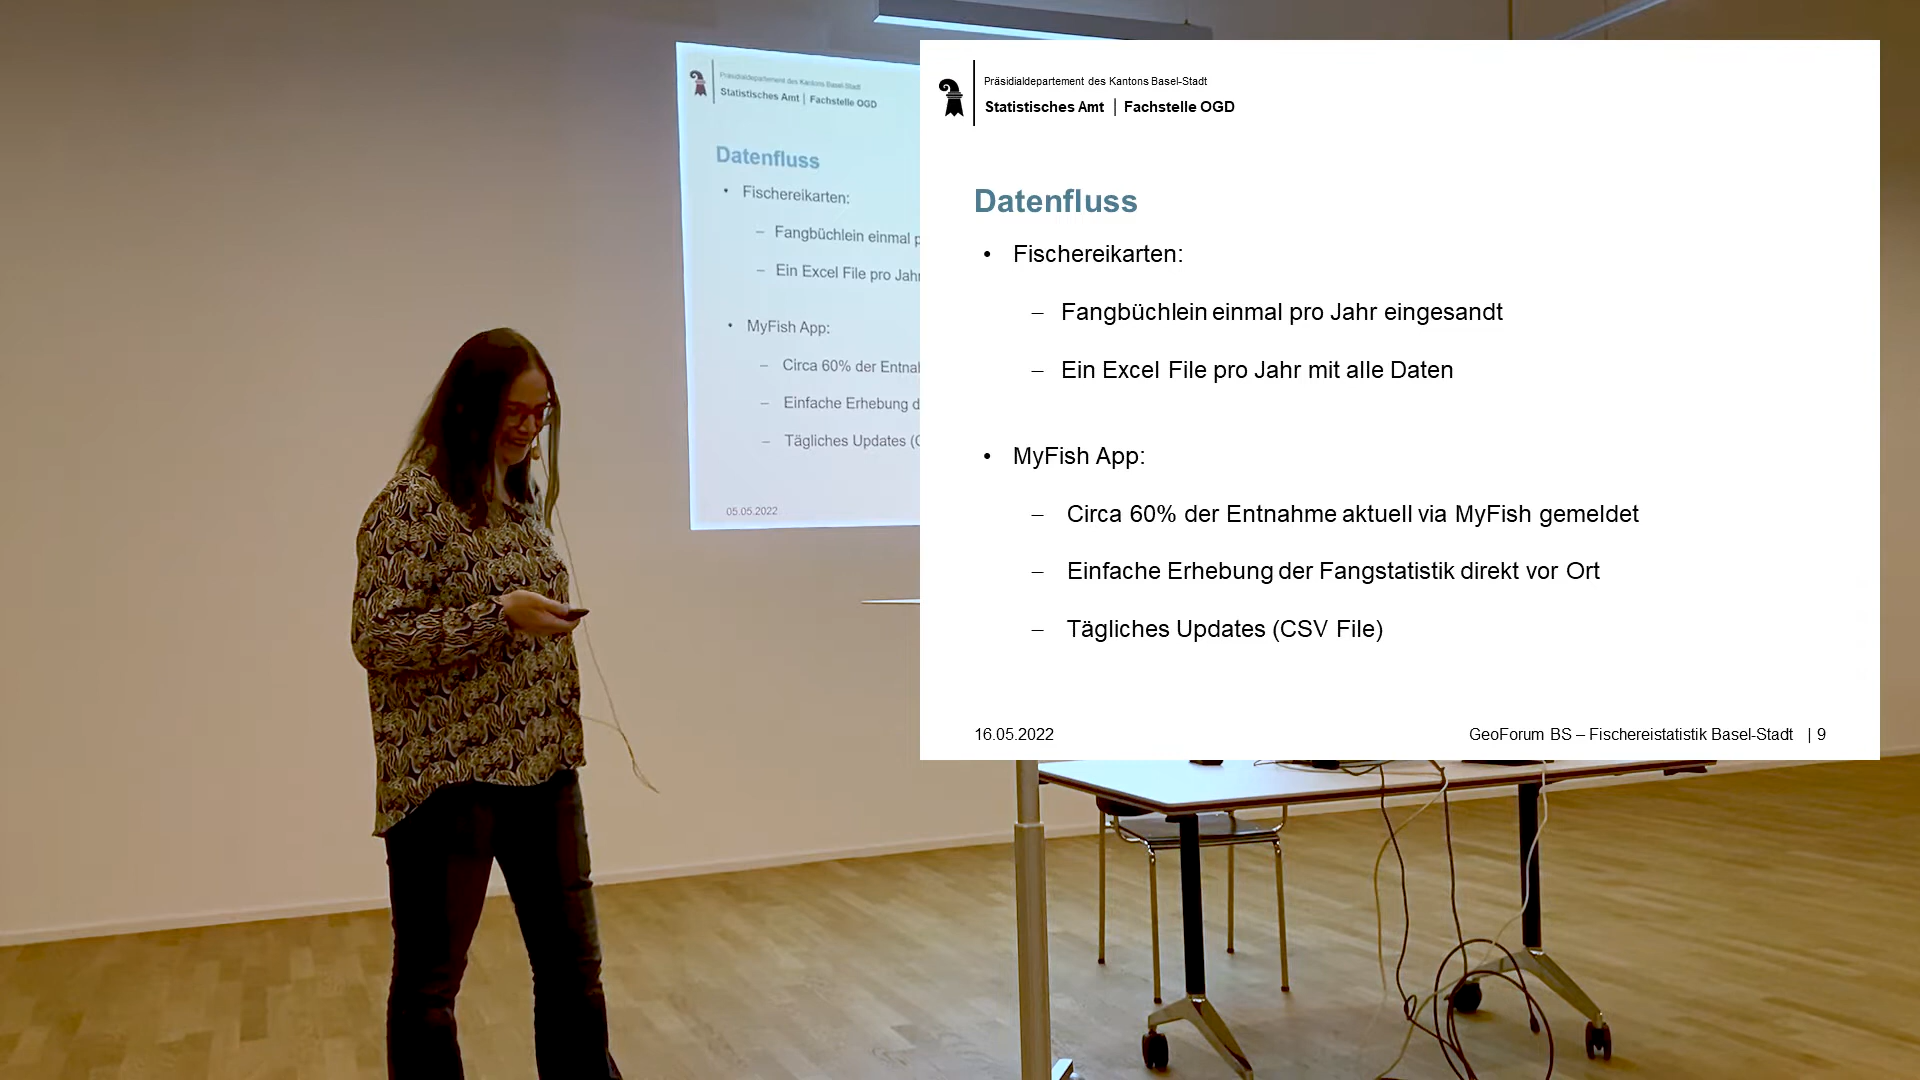 Präsidialdepartement des Kantons Basel-Stadt
Statistisches Amt | Fachstelle OGD
Datenfluss
• Fischereikarten:
– Fangbüchlein einmal p
– Ein Excel File pro Jahr
• MyFish App:
– Circa 60% der Entna
– Einfache Erhebung d
– Tägliches Updates (C
05.05.2022
Präsidialdepartement des Kantons Basel-Stadt
Statistisches Amt | Fachstelle OGD
Datenfluss
• Fischereikarten:
– Fangbüchlein einmal pro Jahr eingesandt
– Ein Excel File pro Jahr mit alle Daten
• MyFish App:
– Circa 60% der Entnahme aktuell via MyFish gemeldet
– Einfache Erhebung der Fangstatistik direkt vor Ort
– Tägliches Updates (CSV File)
16.05.2022
GeoForum BS – Fischereistatistik Basel-Stadt | 9